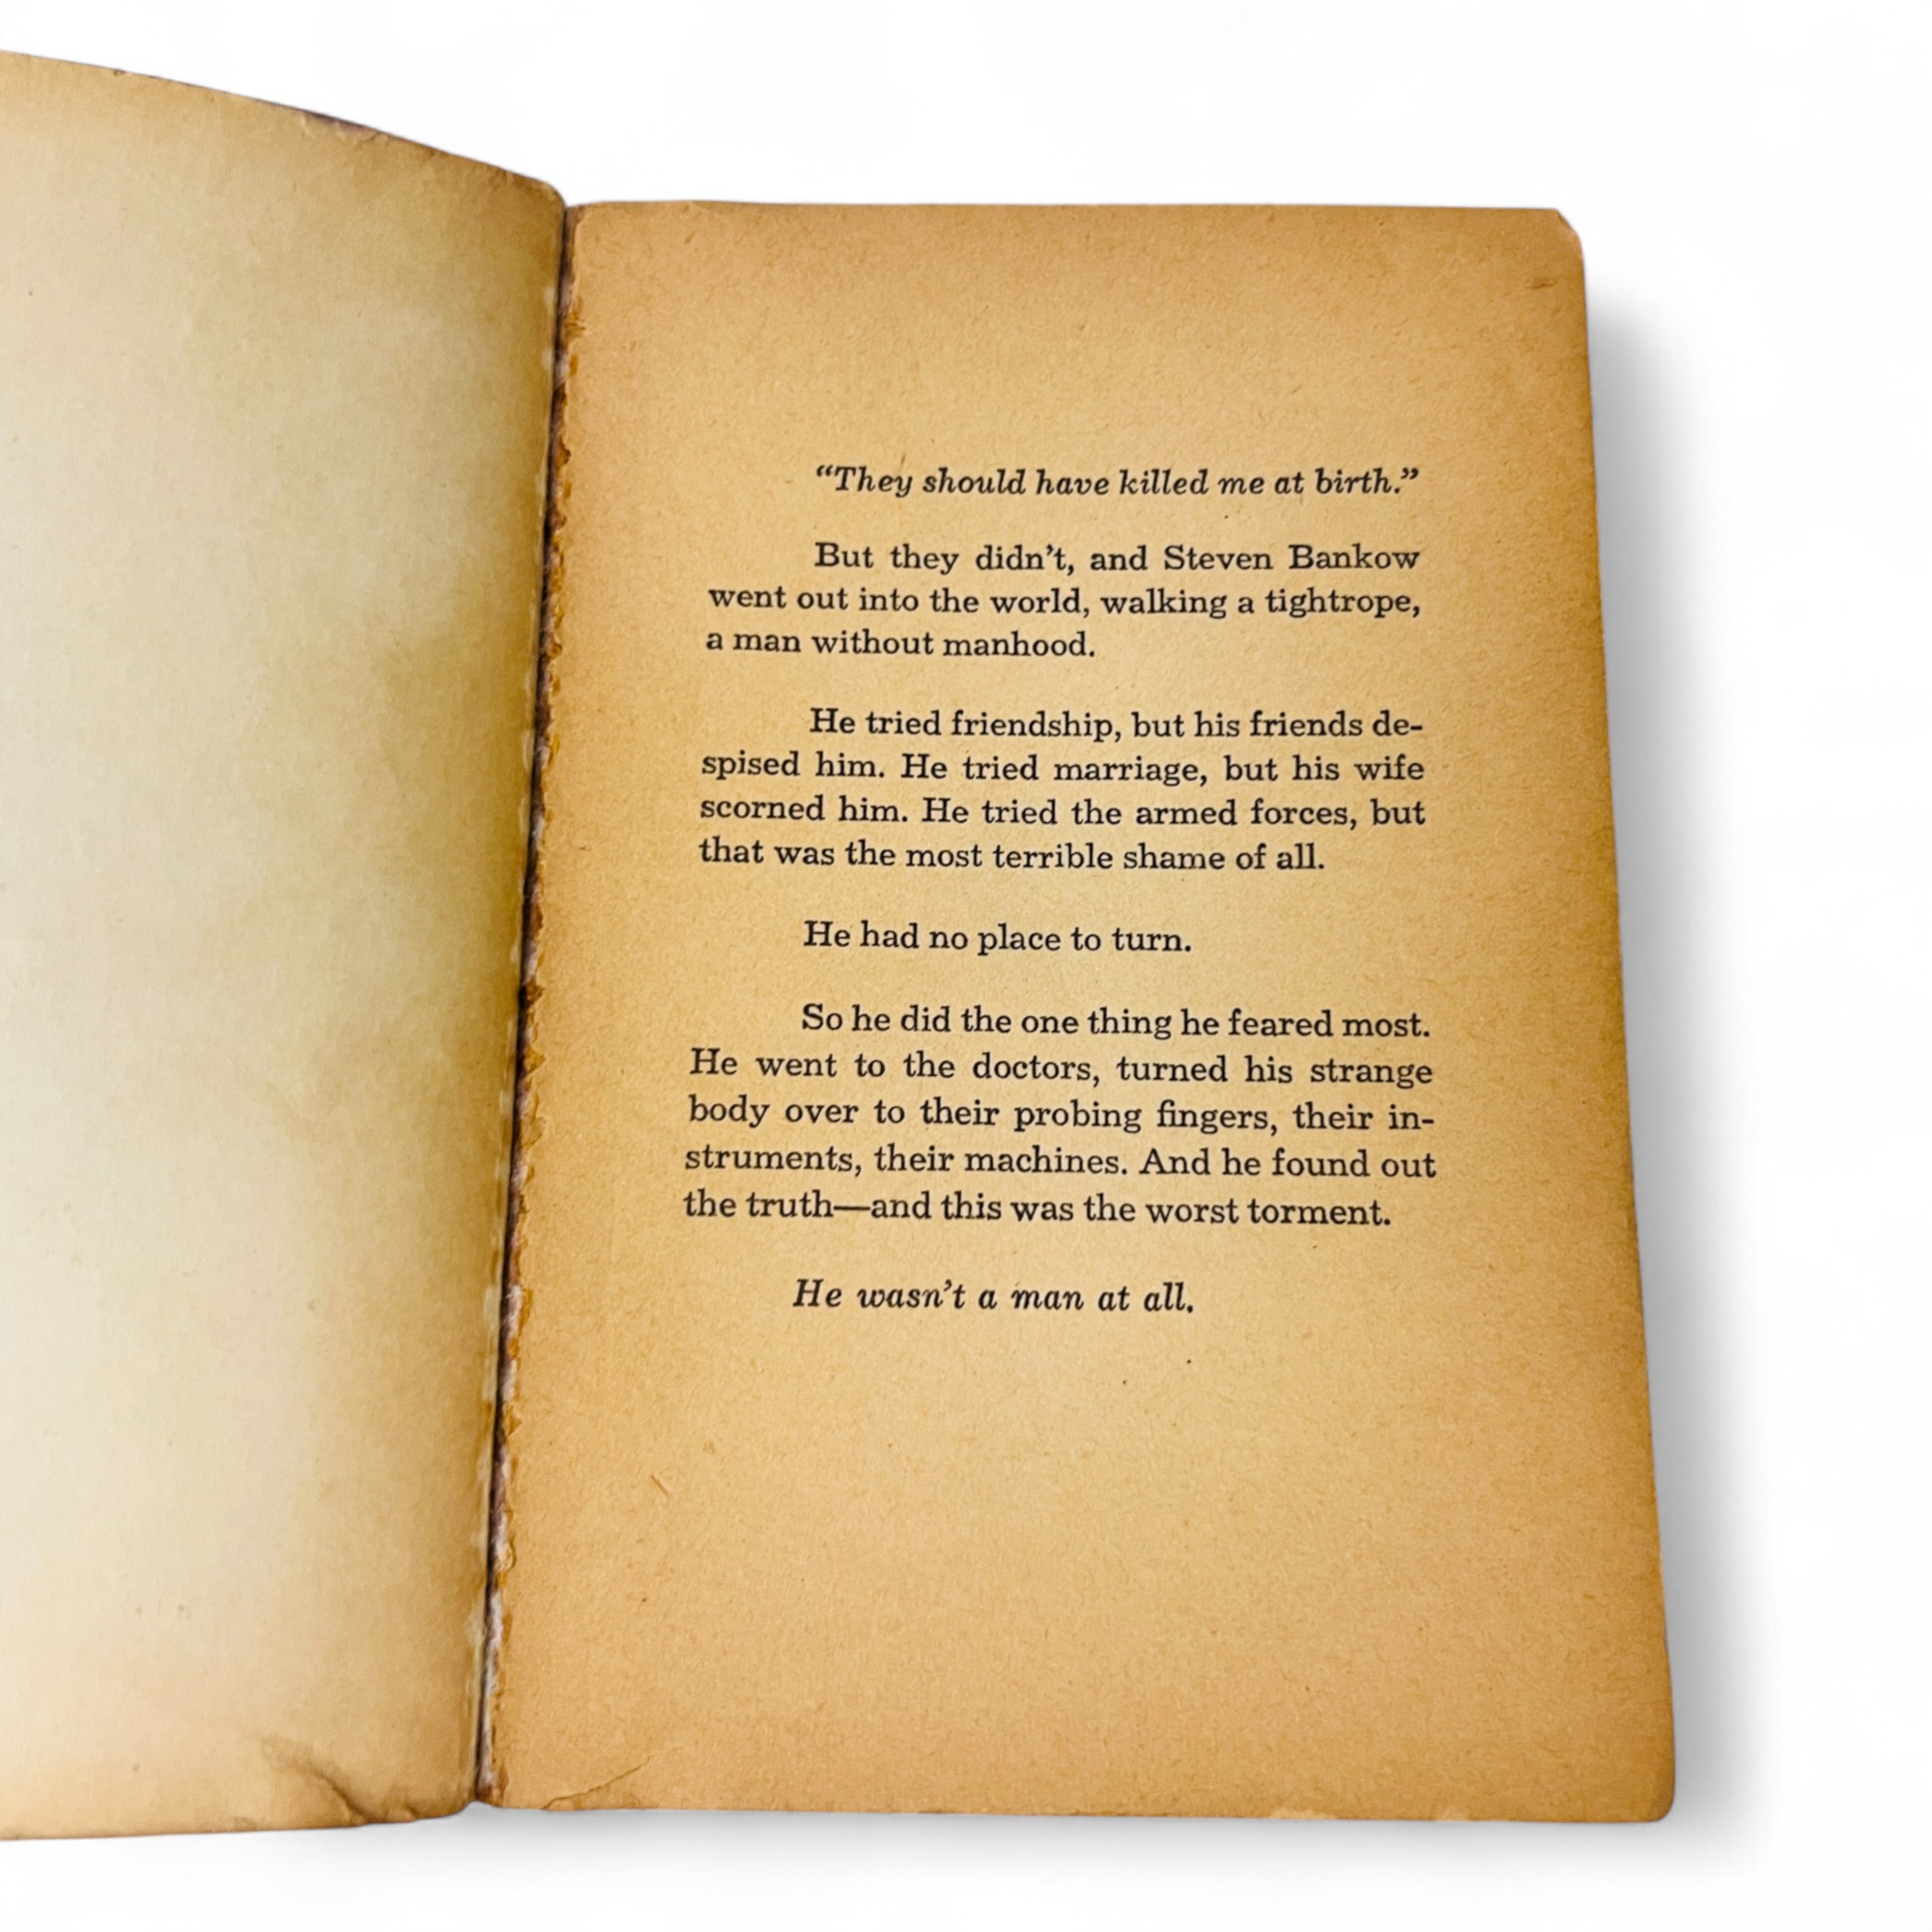 “They should have killed me at birth.”
But they didn’t, and Steven Bankow
went out into the world, walking a tightrope,
a man without manhood.
He tried friendship, but his friends de-
spised him. He tried marriage, but his wife
scorned him. He tried the armed forces, but
that was the most terrible shame of all.
He had no place to turn.
So he did the one thing he feared most.
He went to the doctors, turned his strange
body over to their probing fingers, their in-
struments, their machines. And he found out
the truth—and this was the worst torment.
He wasn’t a man at all.